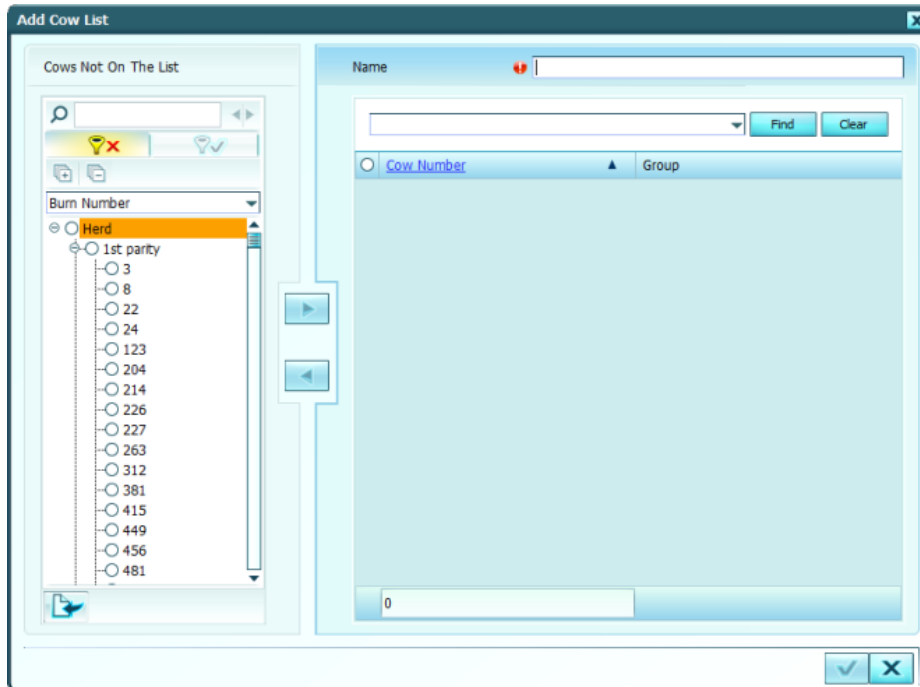 Add Cow List
Cows Not On The List
Name
Find
Clear
Cow Number
Group
Burn Number
Herd
1st parity
3
8
22
24
123
204
214
226
227
263
312
381
415
449
456
481
0